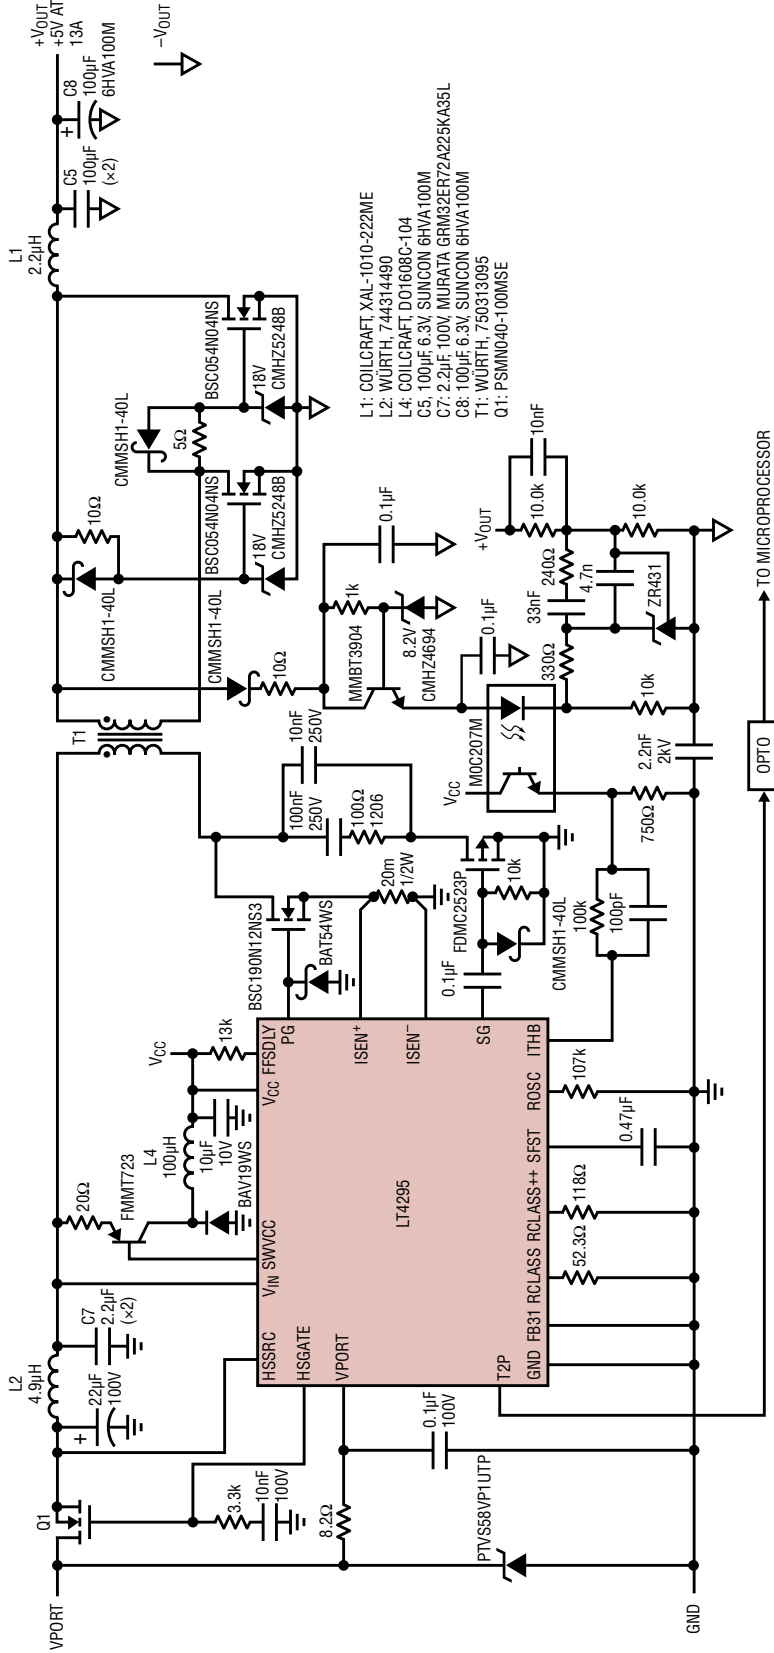 VPORT
Q1
3.3k
10nF
100V
8.2Ω
PTVS58VP1UTP
GND
+
22µF
100V
L2
4.9µH
C7
2.2µF
(×2)
20Ω
FMMT723
L4
100µH
10µF
10V
BAV19WS
VCC
13k
HSSRC
HSGATE
VPORT
T2P
VIN
SWVCC
VCC
FFSDLY
PG
ISEN+
ISEN−
SG
LT4295
GND
FB31
RCLASS
RCLASS++
SFST
ROSC
ITHB
0.1µF
100V
52.3Ω
118Ω
0.47µF
107k
BSC190N12NS3
BAT54WS
20m
1/2W
0.1µF
FDMC2523P
10k
CMMSH1-40L
100k
100pF
100nF
250V
100Ω
1206
10nF
250V
T1
VCC
MOC207M
750Ω
2.2nF
2kV
10k
OPTO
TO MICROPROCESSOR
CMMSH1-40L
10Ω
CMMSH1-40L
10Ω
MMBT3904
1k
8.2V
CMHZ4694
0.1µF
0.1µF
330Ω
33nF
240Ω
4.7n
ZR431
+VOUT
10.0k
10nF
10.0k
BSC054N04NS
18V
CMHZ5248B
CMMSH1-40L
5Ω
BSC054N04NS
18V
CMHZ5248B
L1
2.2µH
C5
100µF
(×2)
+
C8
100µF
6HVA100M
+VOUT
+5V AT
13A
−VOUT
L1: COILCRAFT, XAL-1010-222ME
L2: WÜRTH, 744314490
L4: COILCRAFT, DO1608C-104
C5, 100µF, 6.3V, SUNCON 6HVA100M
C7: 2.2µF, 100V, MURATA GRM32ER72A225KA35L
C8: 100µF, 6.3V, SUNCON 6HVA100M
T1: WÜRTH, 750313095
Q1: PSMN040-100MSE